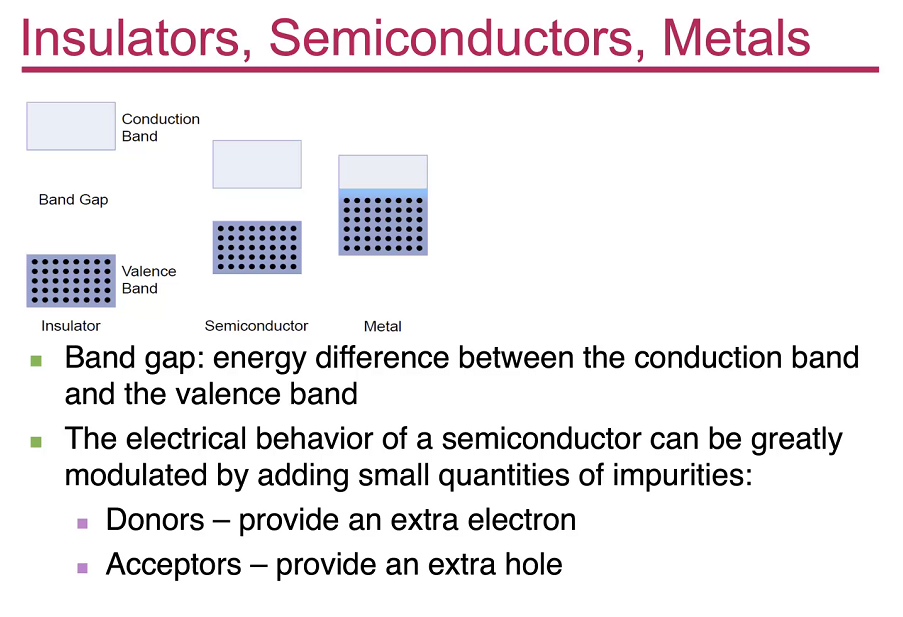 Insulators, Semiconductors, Metals
Conduction
Band
Band Gap
Valence
Band
Insulator
Semiconductor
Metal
Band gap: energy difference between the conduction band
and the valence band
The electrical behavior of a semiconductor can be greatly
modulated by adding small quantities of impurities:
Donors – provide an extra electron
Acceptors – provide an extra hole